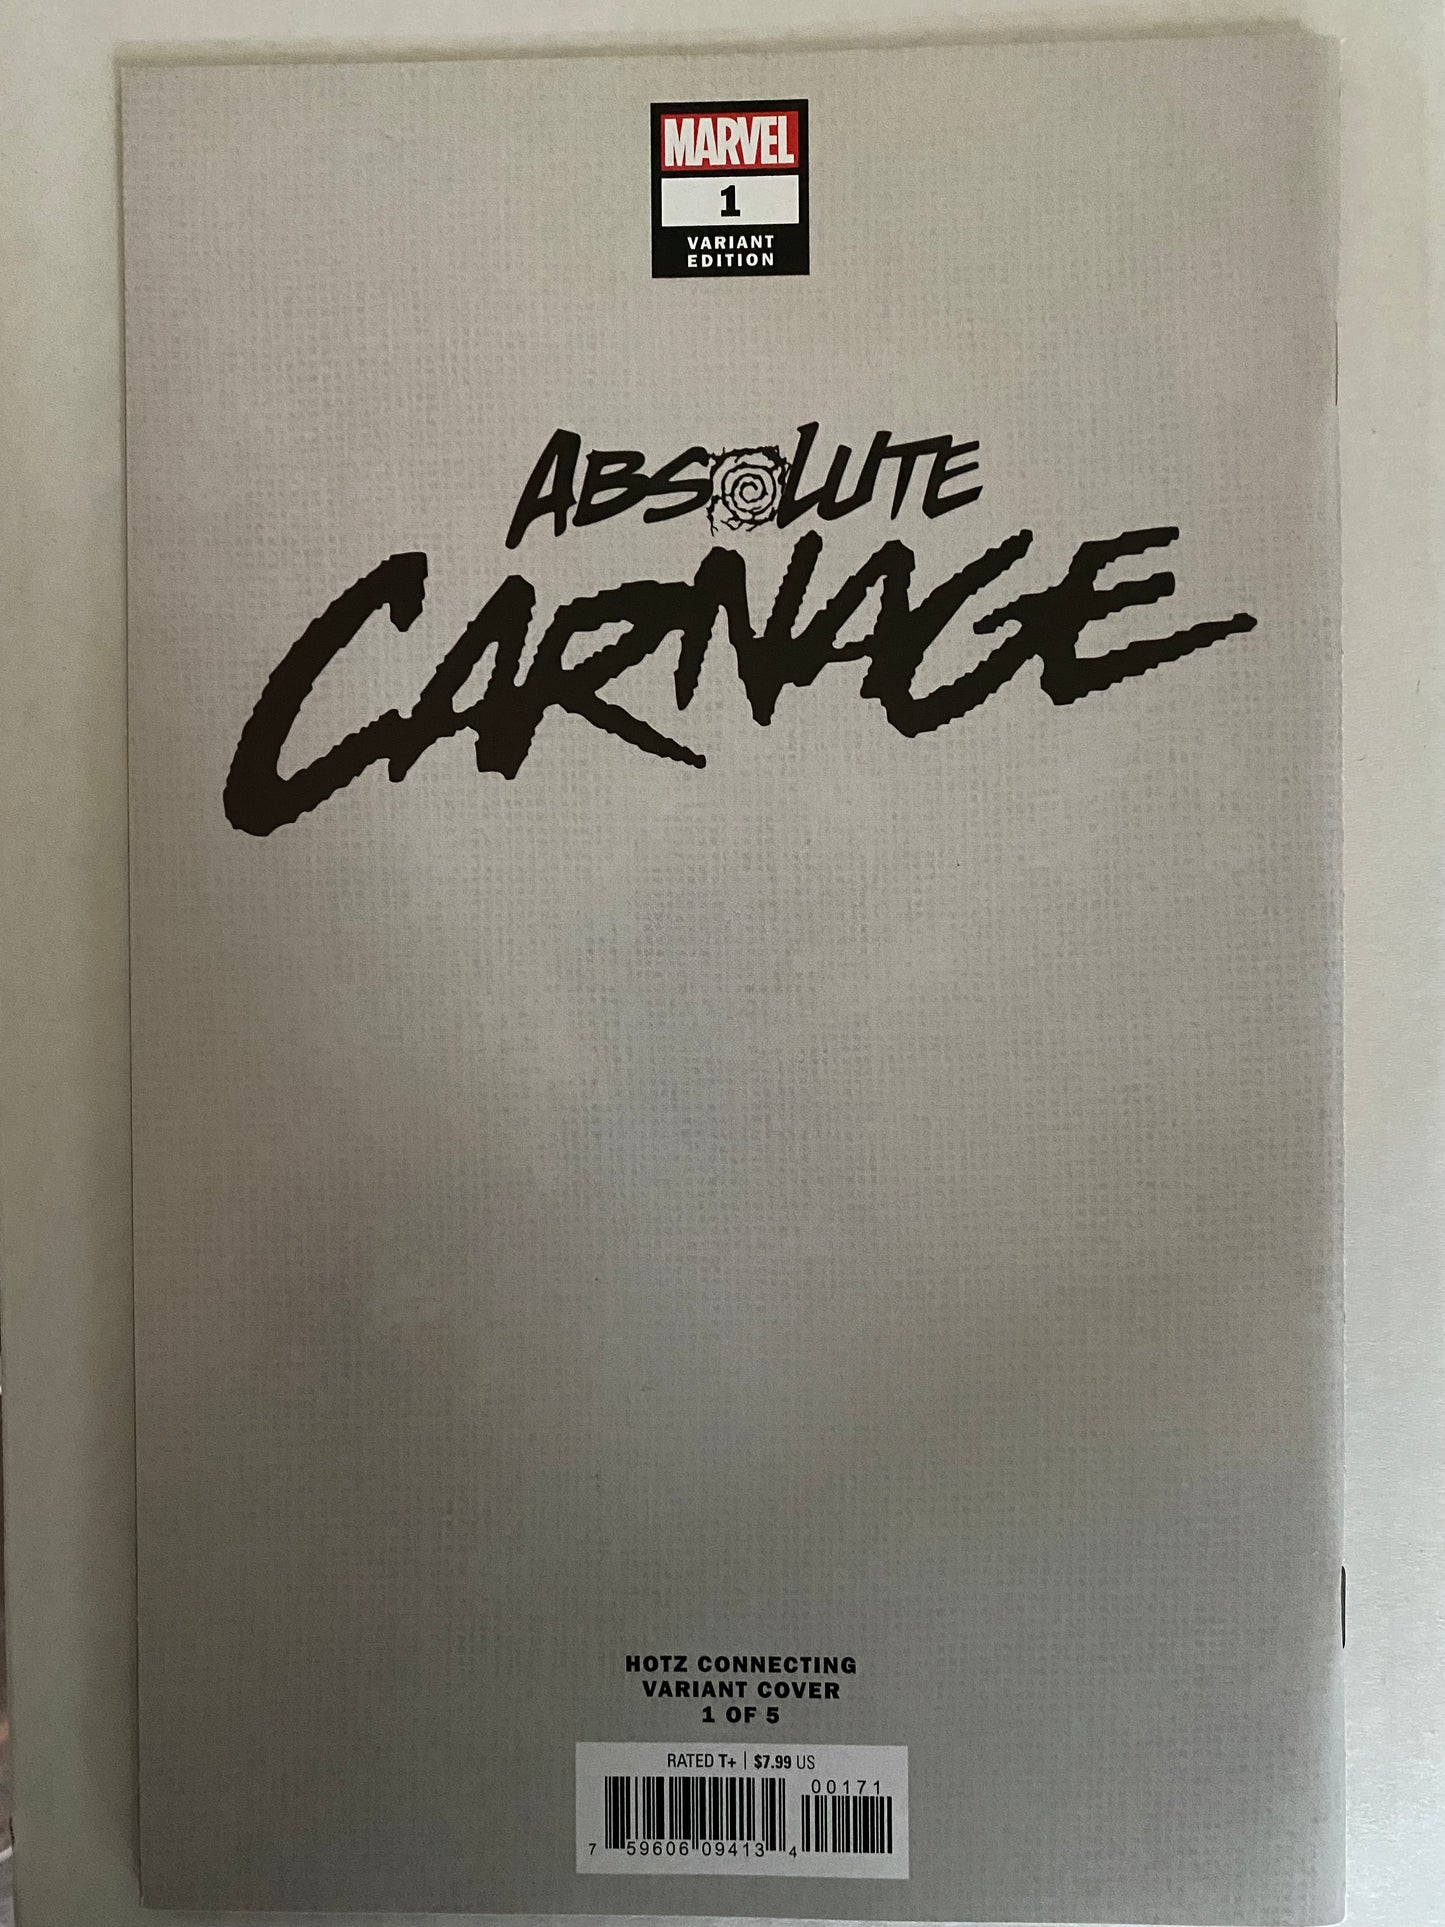 MARVEL
1
VARIANT
EDITION
ABSOLUTE
CARNAGE
HOTZ CONNECTING
VARIANT COVER
1 OF 5
RATED T+ | $7.99 US
00171
7 59606 09413 4